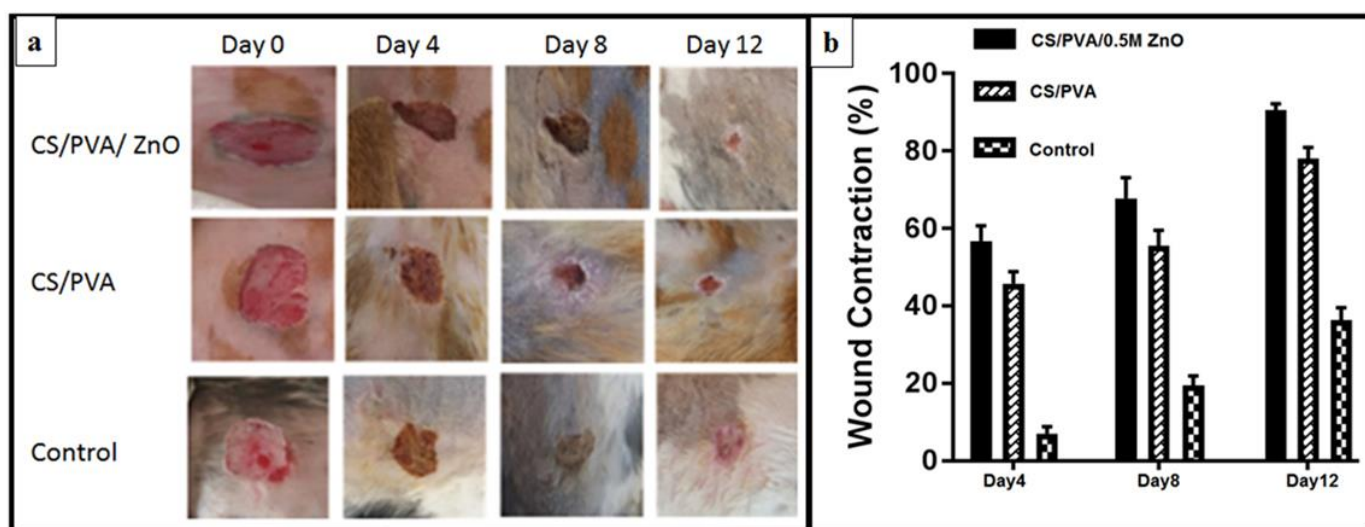 a
Day 0 Day 4 Day 8 Day 12
CS/PVA/ ZnO
CS/PVA
Control
b
CS/PVA/0.5M ZnO
CS/PVA
Control
Wound Contraction (%)
100
80
60
40
20
0
Day4 Day8 Day12